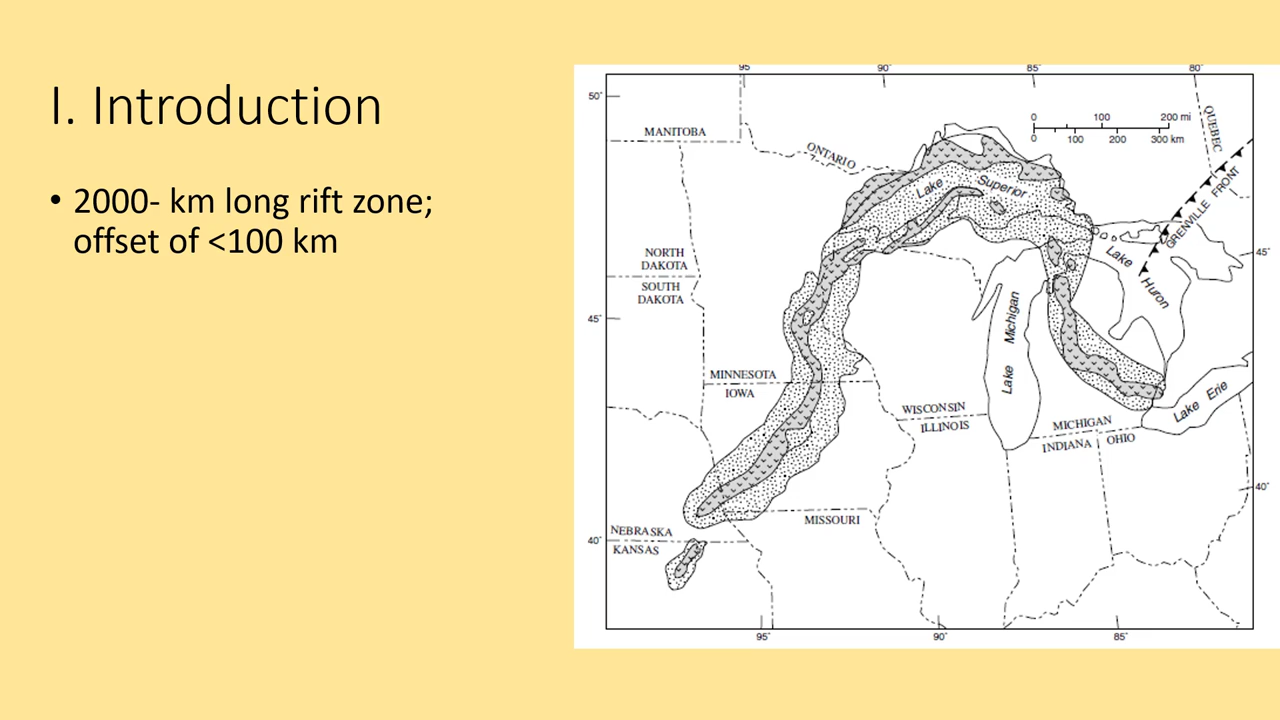 I. Introduction
• 2000- km long rift zone;
offset of <100 km
95°
90°
85°
80°
50°
MANITOBA
ONTARIO
QUEBEC
0 100 200 mi
0 100 200 300 km
Lake Superior
GRENVILLE FRONT
NORTH
DAKOTA
SOUTH
DAKOTA
45°
45°
Lake Huron
Lake Michigan
MINNESOTA
IOWA
WISCONSIN
ILLINOIS
MICHIGAN
INDIANA
OHIO
Lake Erie
40°
NEBRASKA
KANSAS
MISSOURI
40°
95°
90°
85°